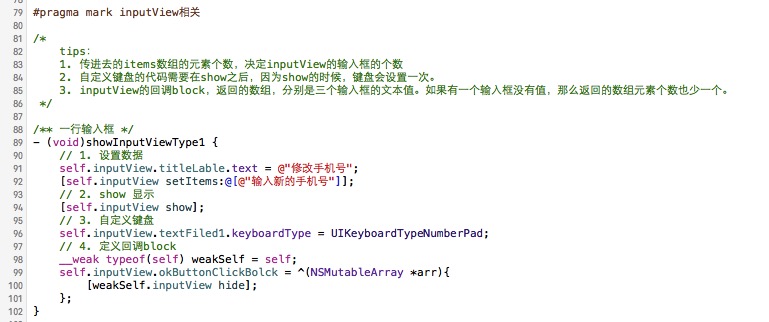 79 #pragma mark inputView相关
80
81 /*
82 tips:
83 1. 传进去的items数组的元素个数，决定inputView的输入框的个数
84 2. 自定义键盘的代码需要在show之后，因为show的时候，键盘会设置一次。
85 3. inputView的回调block，返回的数组，分别是三个输入框的文本值。如果有一个输入框没有值，那么返回的数组元素个数也少一个。
86 */
87
88 /** 一行输入框 */
89 - (void)showInputViewType1 {
90 // 1. 设置数据
91 self.inputView.titleLable.text = @"修改手机号";
92 [self.inputView setItems:@[@"输入新的手机号"]];
93 // 2. show 显示
94 [self.inputView show];
95 // 3. 自定义键盘
96 self.inputView.textFiled1.keyboardType = UIKeyboardTypeNumberPad;
97 // 4. 定义回调block
98 __weak typeof(self) weakSelf = self;
99 self.inputView.okButtonClickBolck = ^(NSMutableArray *arr){
100 [weakSelf.inputView hide];
101 };
102 }